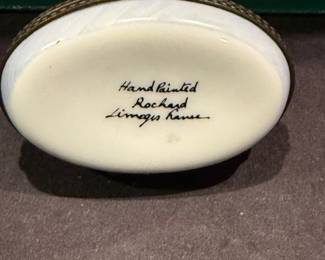 Hand Painted
Rochard
Limoges France